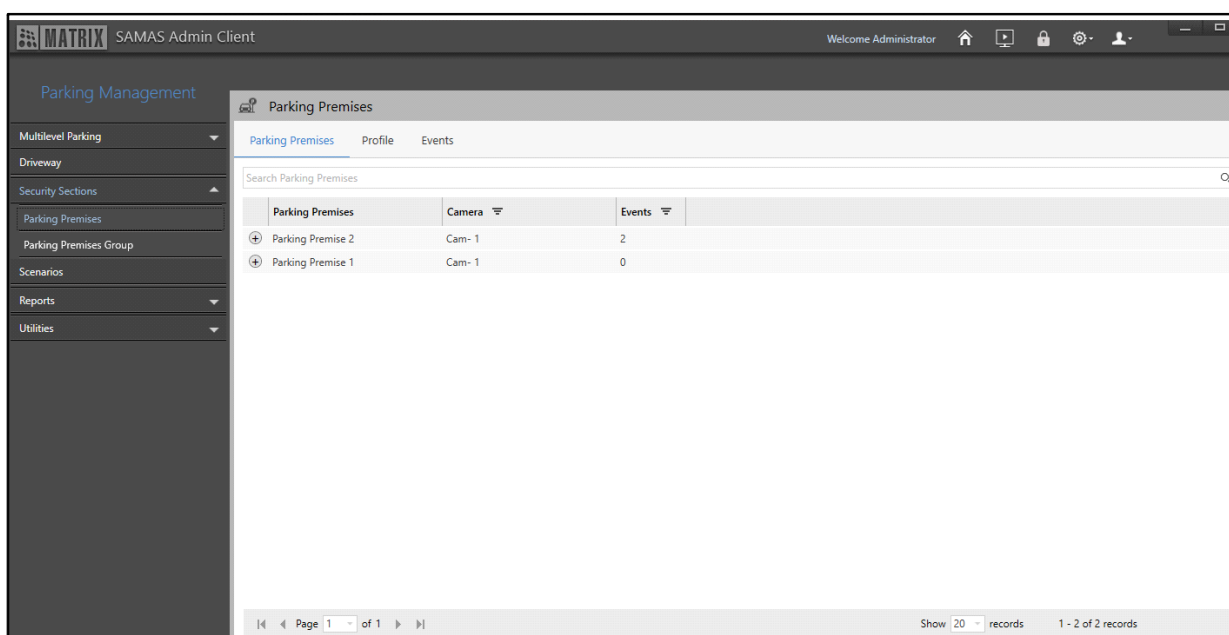 MATRIX SAMAS Admin Client Welcome Administrator
Parking Management
Parking Premises
Multilevel Parking
Driveway
Security Sections
Parking Premises
Parking Premises Group
Scenarios
Reports
Utilities
Parking Premises Profile Events
Search Parking Premises
Parking Premises Camera Events
Parking Premise 2 Cam- 1 2
Parking Premise 1 Cam- 1 0
Page 1 of 1 Show 20 records 1 - 2 of 2 records